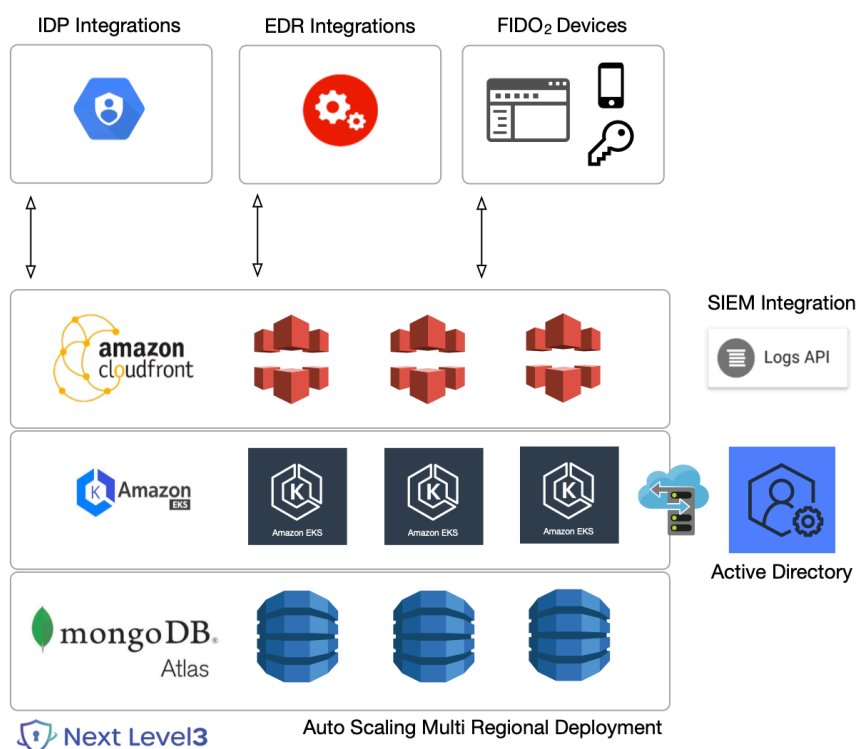 IDP Integrations
EDR Integrations
FIDO₂ Devices
amazon
cloudfront
SIEM Integration
Logs API
K Amazon
EKS
K
Amazon EKS
K
Amazon EKS
K
Amazon EKS
Active Directory
mongoDB®
Atlas
Next Level3
Auto Scaling Multi Regional Deployment